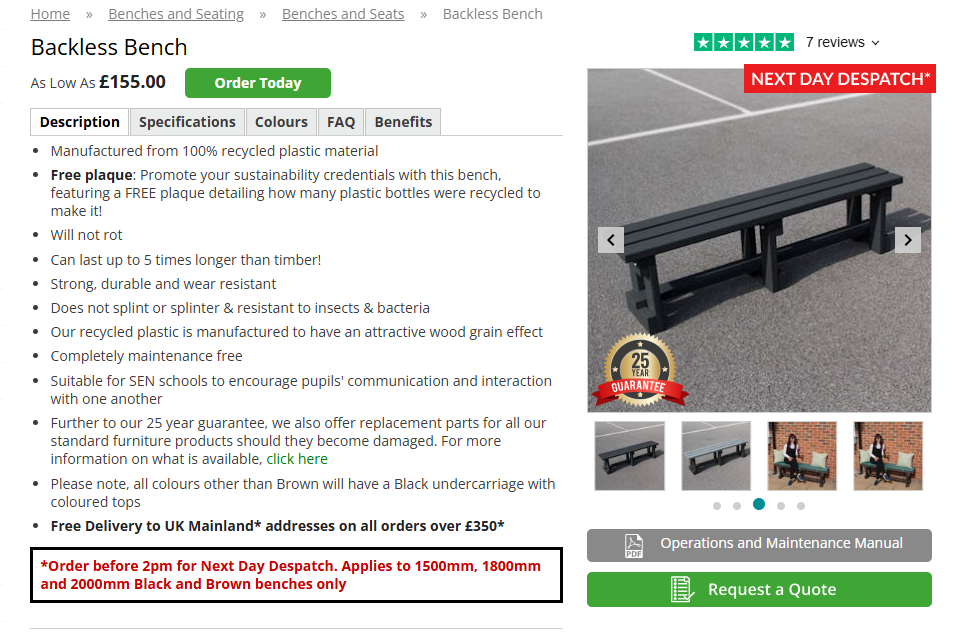 Home » Benches and Seating » Benches and Seats » Backless Bench
Backless Bench
As Low As £155.00 Order Today
Description Specifications Colours FAQ Benefits
Manufactured from 100% recycled plastic material
Free plaque: Promote your sustainability credentials with this bench,
featuring a FREE plaque detailing how many plastic bottles were recycled to
make it!
Will not rot
Can last up to 5 times longer than timber!
Strong, durable and wear resistant
Does not splint or splinter & resistant to insects & bacteria
Our recycled plastic is manufactured to have an attractive wood grain effect
Completely maintenance free
Suitable for SEN schools to encourage pupils' communication and interaction
with one another
Further to our 25 year guarantee, we also offer replacement parts for all our
standard furniture products should they become damaged. For more
information on what is available, click here
Please note, all colours other than Brown will have a Black undercarriage with
coloured tops
Free Delivery to UK Mainland* addresses on all orders over £350*
*Order before 2pm for Next Day Despatch. Applies to 1500mm, 1800mm
and 2000mm Black and Brown benches only
7 reviews
NEXT DAY DESPATCH*
25
YEAR
GUARANTEE
PDF Operations and Maintenance Manual
Request a Quote